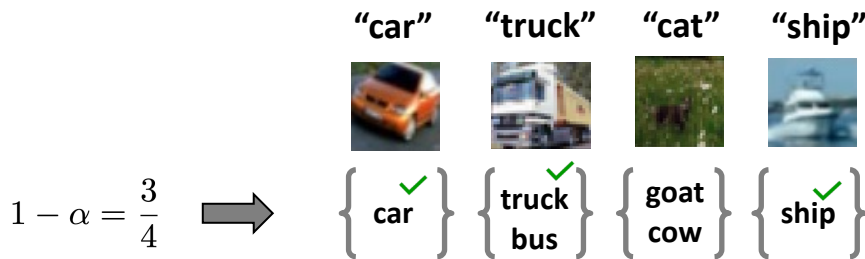 “car” “truck” “cat” “ship”
1 − α = 3/4
{ car } { truck bus } { goat cow } { ship }